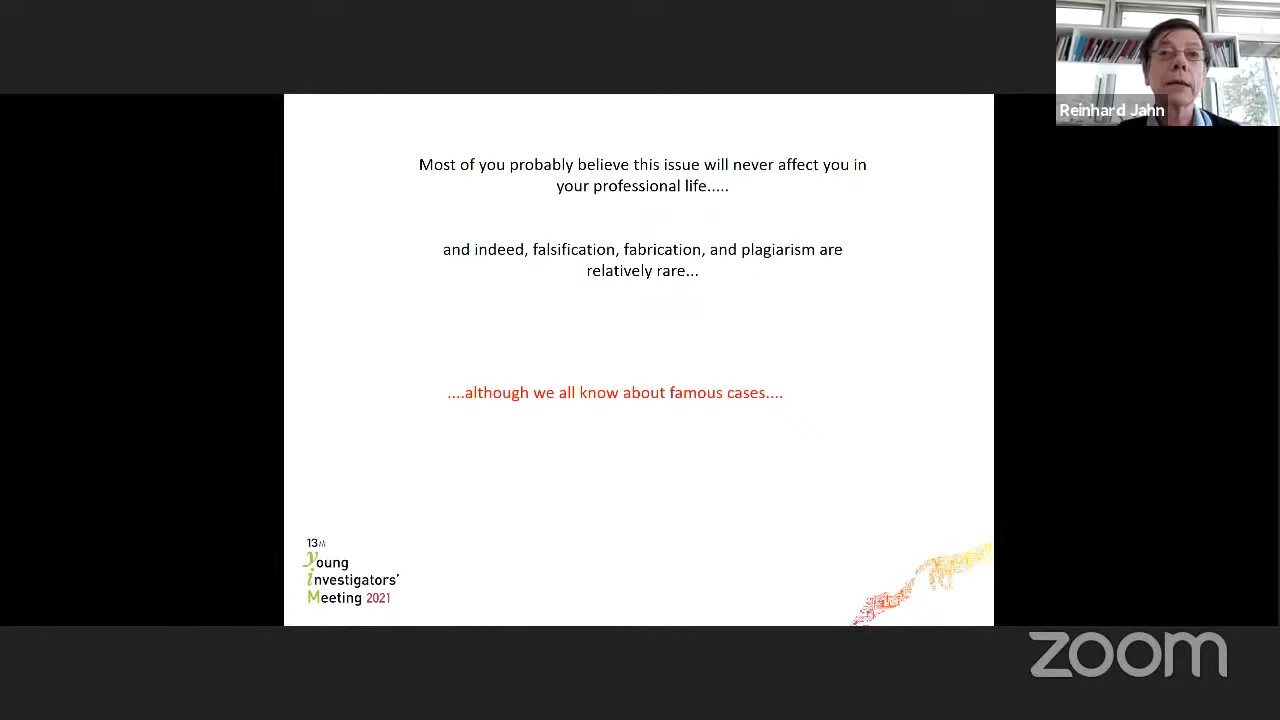 Reinhard Jahn
Most of you probably believe this issue will never affect you in
your professional life.....
and indeed, falsification, fabrication, and plagiarism are
relatively rare...
....although we all know about famous cases....
13th
Young
investigators'
Meeting 2021
zoom